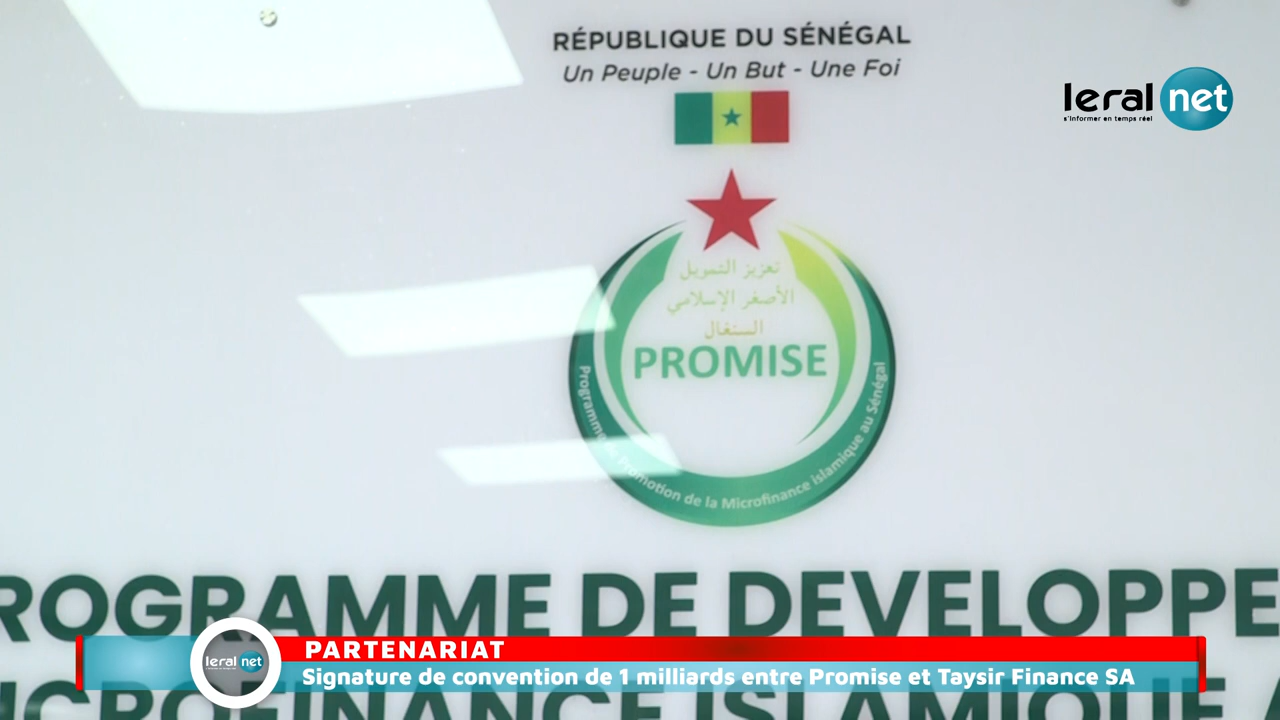 RÉPUBLIQUE DU SÉNÉGAL
Un Peuple - Un But - Une Foi
leral net
s'informer en temps réel
تعزيز التمويل
الأصغر الإسلامي
السنغال
PROMISE
Programme de Promotion de la Microfinance islamique au Sénégal
ROGRAMME DE DEVELOPPE
PARTENARIAT
leral net
Signature de convention de 1 milliards entre Promise et Taysir Finance SA
ICROFINANCE ISLAMIQUE A